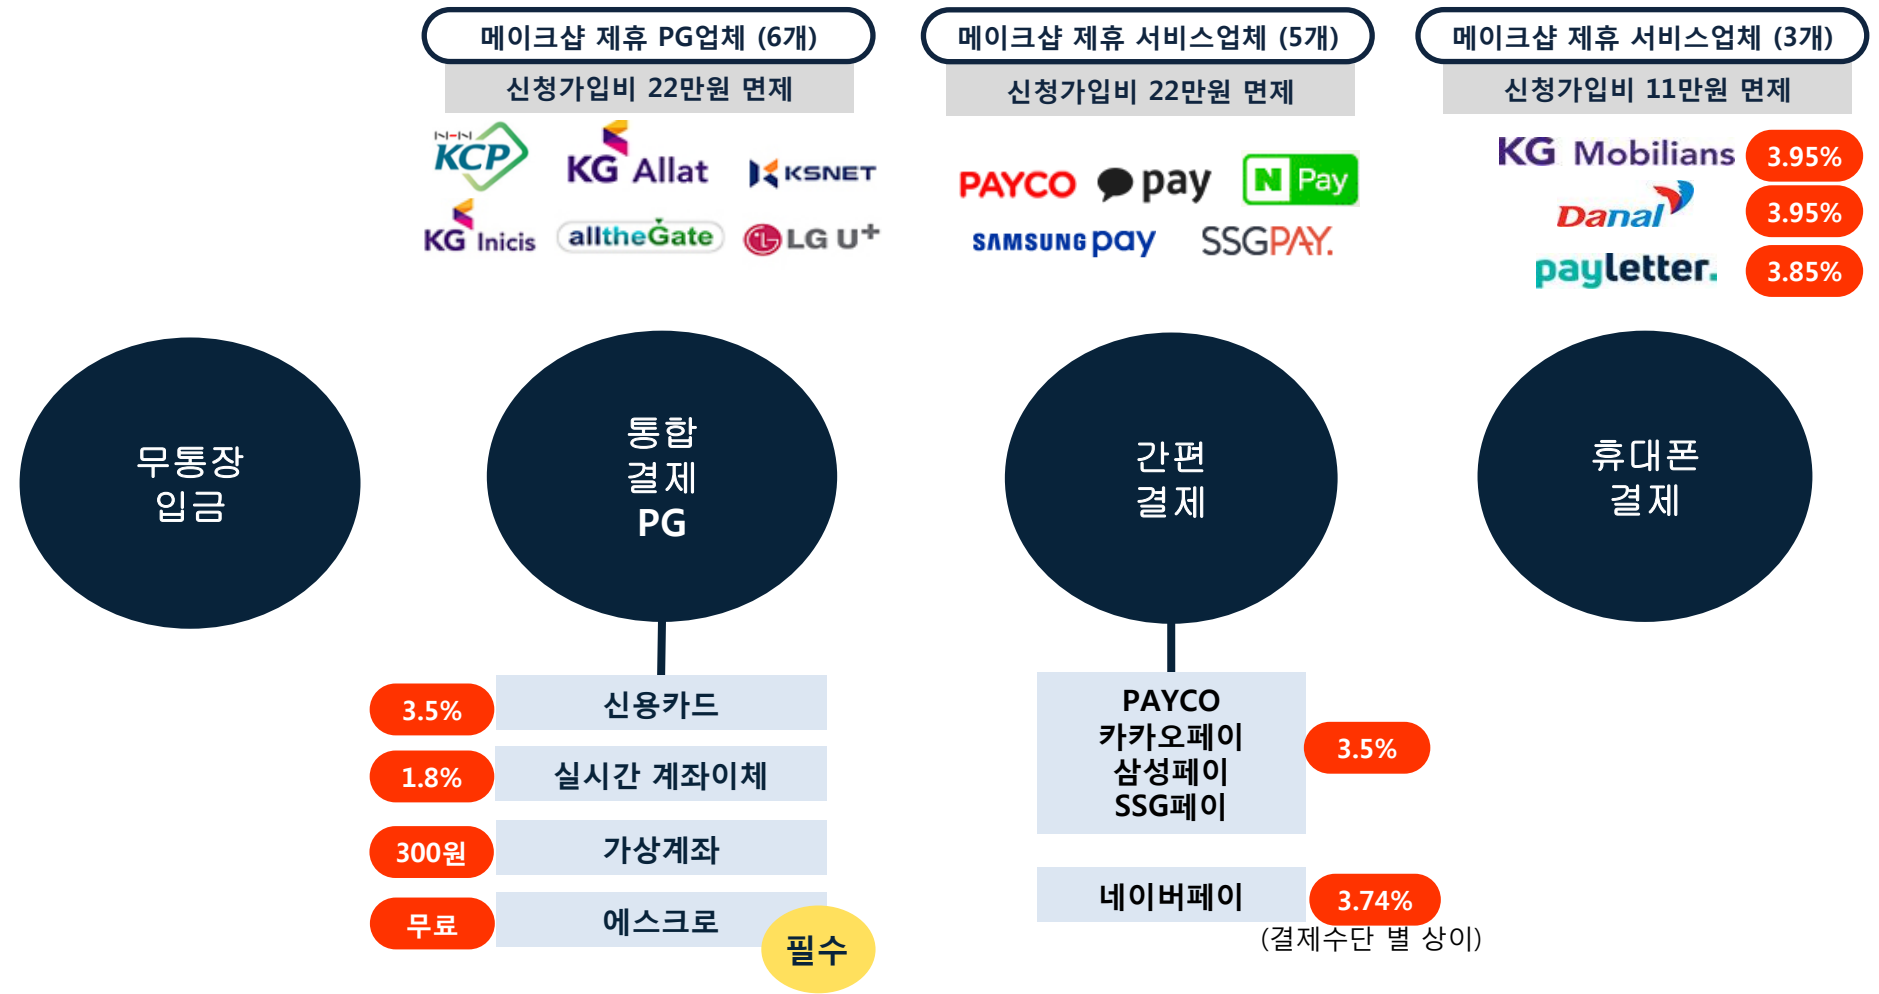 메이크샵 제휴 PG업체 (6개)
신청가입비 22만원 면제
NHN
KCP
KG Allat
KSNET
KG Inicis
alltheGate
LG U+
메이크샵 제휴 서비스업체 (5개)
신청가입비 22만원 면제
PAYCO
pay
N Pay
SAMSUNG pay
SSGPAY.
메이크샵 제휴 서비스업체 (3개)
신청가입비 11만원 면제
KG Mobilians
3.95%
Danal
3.95%
payletter.
3.85%
무통장
입금
통합
결제
PG
간편
결제
휴대폰
결제
3.5%
신용카드
1.8%
실시간 계좌이체
300원
가상계좌
무료
에스크로
필수
PAYCO
카카오페이
삼성페이
SSG페이
3.5%
네이버페이
3.74%
(결제수단 별 상이)